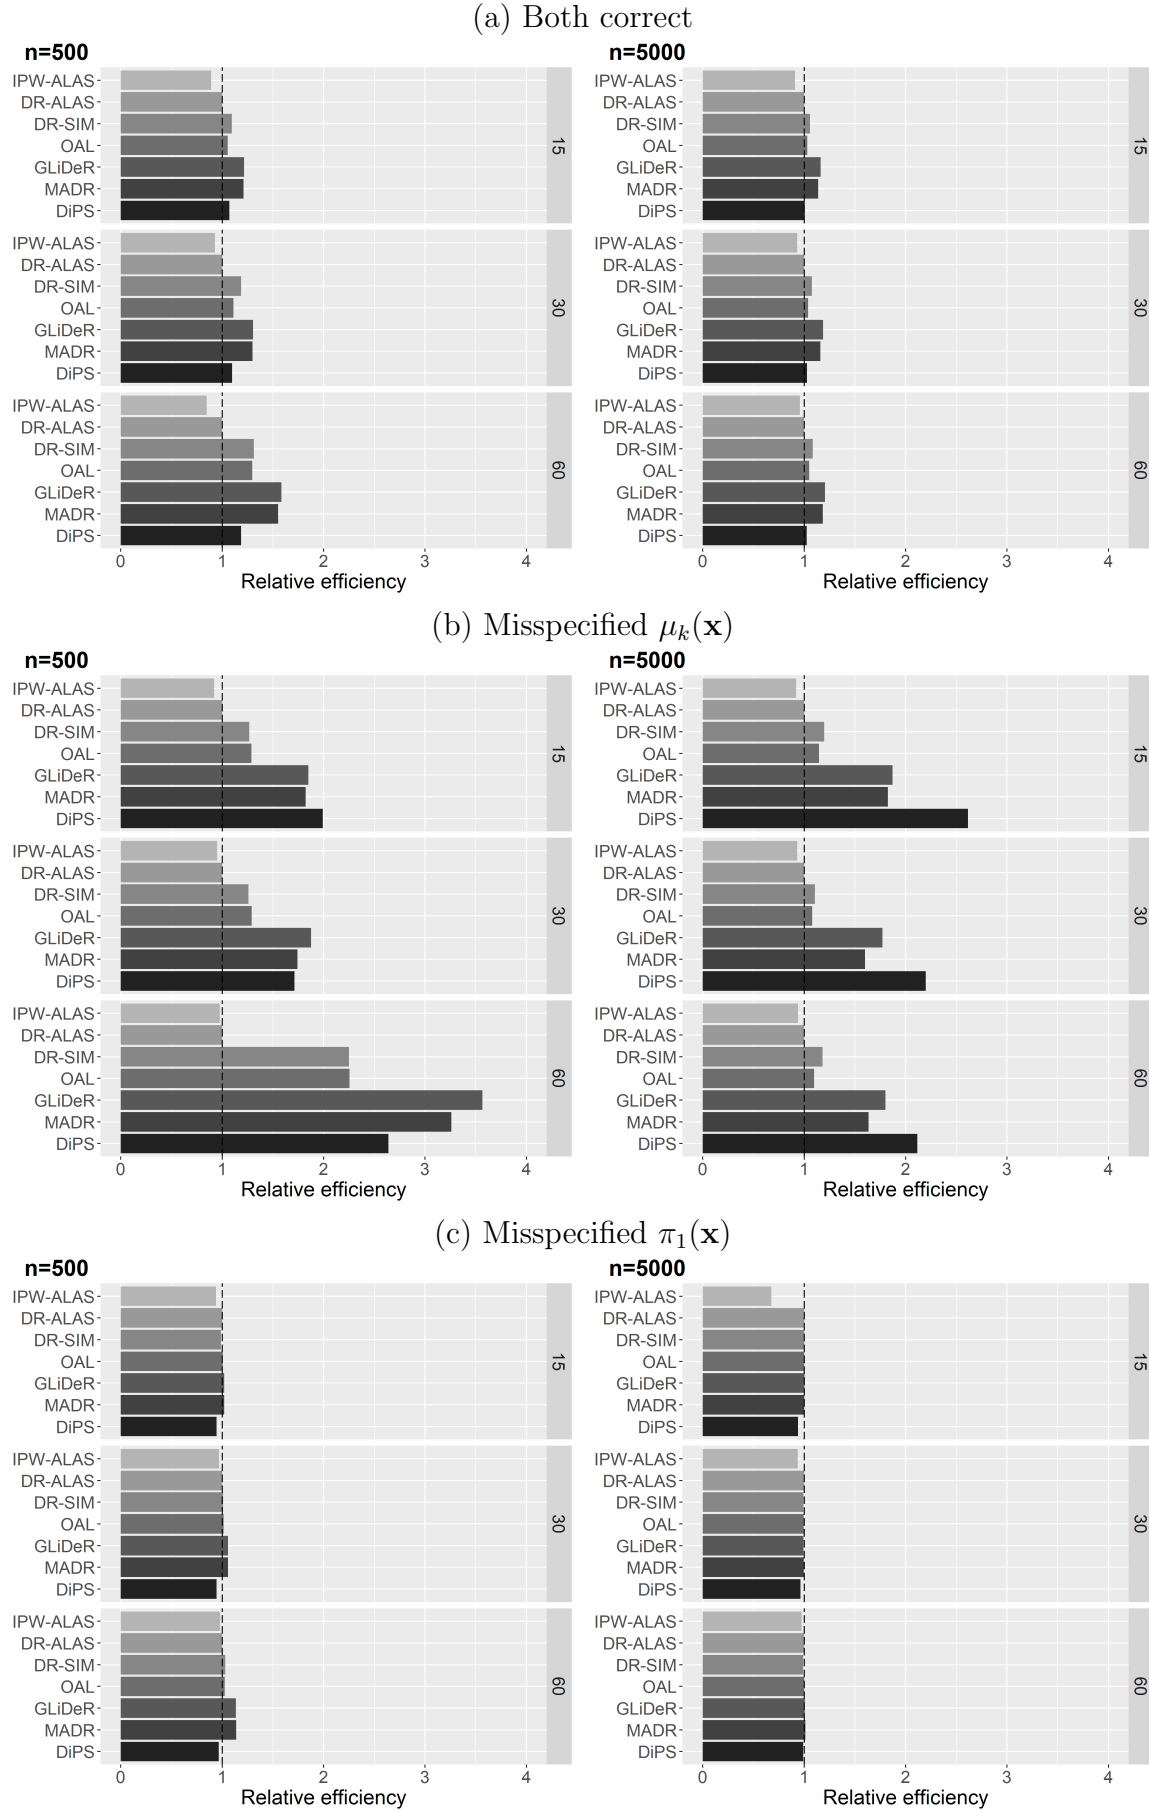 (a) Both correct
n=500
IPW-ALAS
DR-ALAS
DR-SIM
OAL
GLiDeR
MADR
DiPS
15
IPW-ALAS
DR-ALAS
DR-SIM
OAL
GLiDeR
MADR
DiPS
30
IPW-ALAS
DR-ALAS
DR-SIM
OAL
GLiDeR
MADR
DiPS
60
0 1 2 3 4
Relative efficiency
n=5000
IPW-ALAS
DR-ALAS
DR-SIM
OAL
GLiDeR
MADR
DiPS
15
IPW-ALAS
DR-ALAS
DR-SIM
OAL
GLiDeR
MADR
DiPS
30
IPW-ALAS
DR-ALAS
DR-SIM
OAL
GLiDeR
MADR
DiPS
60
0 1 2 3 4
Relative efficiency
(b) Misspecified μₖ(𝐱)
n=500
IPW-ALAS
DR-ALAS
DR-SIM
OAL
GLiDeR
MADR
DiPS
15
IPW-ALAS
DR-ALAS
DR-SIM
OAL
GLiDeR
MADR
DiPS
30
IPW-ALAS
DR-ALAS
DR-SIM
OAL
GLiDeR
MADR
DiPS
60
0 1 2 3 4
Relative efficiency
n=5000
IPW-ALAS
DR-ALAS
DR-SIM
OAL
GLiDeR
MADR
DiPS
15
IPW-ALAS
DR-ALAS
DR-SIM
OAL
GLiDeR
MADR
DiPS
30
IPW-ALAS
DR-ALAS
DR-SIM
OAL
GLiDeR
MADR
DiPS
60
0 1 2 3 4
Relative efficiency
(c) Misspecified π₁(𝐱)
n=500
IPW-ALAS
DR-ALAS
DR-SIM
OAL
GLiDeR
MADR
DiPS
15
IPW-ALAS
DR-ALAS
DR-SIM
OAL
GLiDeR
MADR
DiPS
30
IPW-ALAS
DR-ALAS
DR-SIM
OAL
GLiDeR
MADR
DiPS
60
0 1 2 3 4
Relative efficiency
n=5000
IPW-ALAS
DR-ALAS
DR-SIM
OAL
GLiDeR
MADR
DiPS
15
IPW-ALAS
DR-ALAS
DR-SIM
OAL
GLiDeR
MADR
DiPS
30
IPW-ALAS
DR-ALAS
DR-SIM
OAL
GLiDeR
MADR
DiPS
60
0 1 2 3 4
Relative efficiency